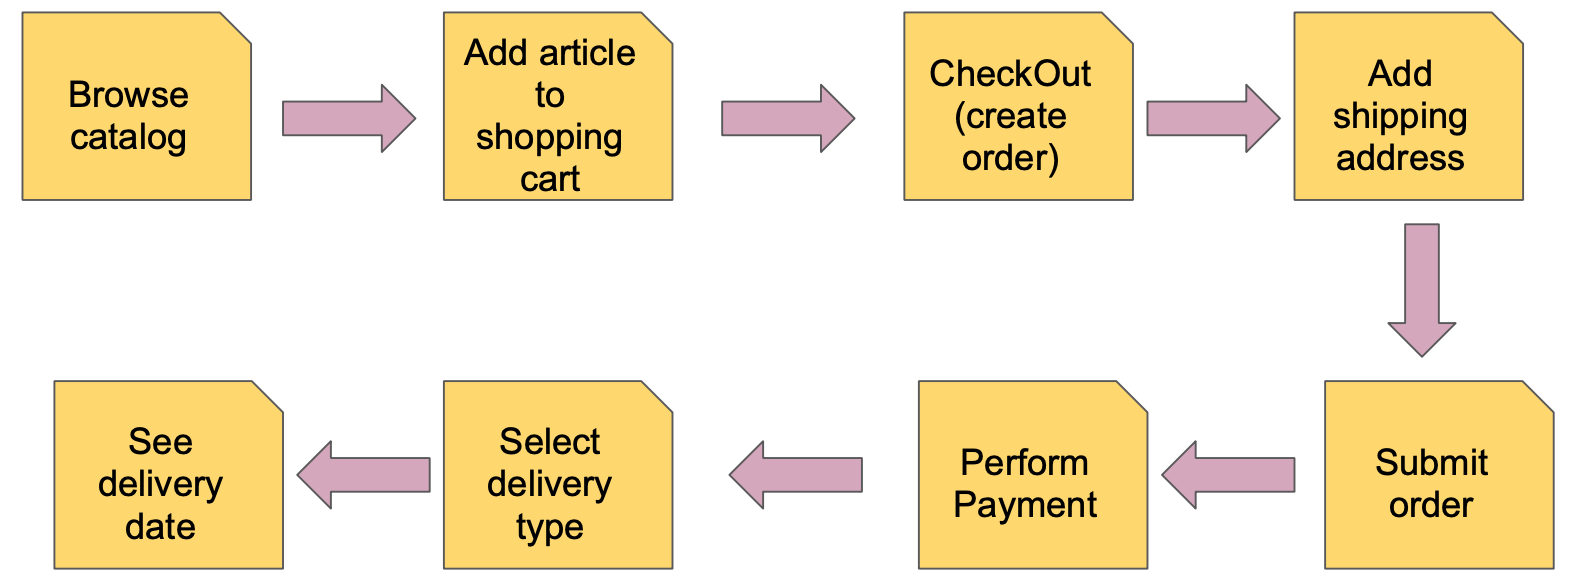 Browse
catalog
Add article
to
shopping
cart
CheckOut
(create
order)
Add
shipping
address
Submit
order
Perform
Payment
Select
delivery
type
See
delivery
date